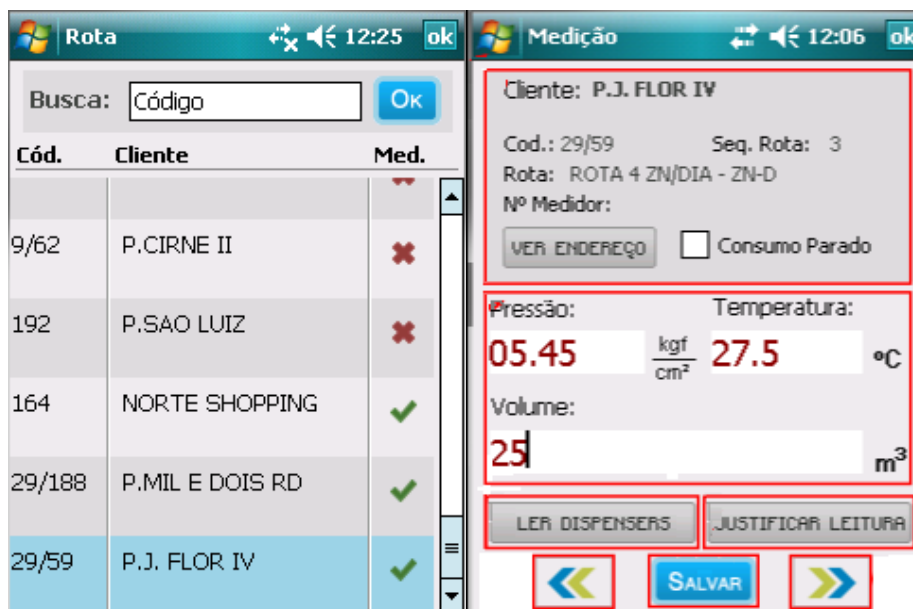 Rota 12:25 ok
Busca: Código OK
Cód. Cliente Med.
9/62 P.CIRNE II
192 P.SAO LUIZ
164 NORTE SHOPPING
29/188 P.MIL E DOIS RD
29/59 P.J. FLOR IV
Medição 12:06 ok
Cliente: P.J. FLOR IV
Cod.: 29/59 Seq. Rota: 3
Rota: ROTA 4 ZN/DIA - ZN-D
Nº Medidor:
VER ENDEREÇO Consumo Parado
Pressão: Temperatura:
05.45 kgf/cm² 27.5 ºC
Volume:
25 m³
LER DISPENSERS JUSTIFICAR LEITURA
SALVAR